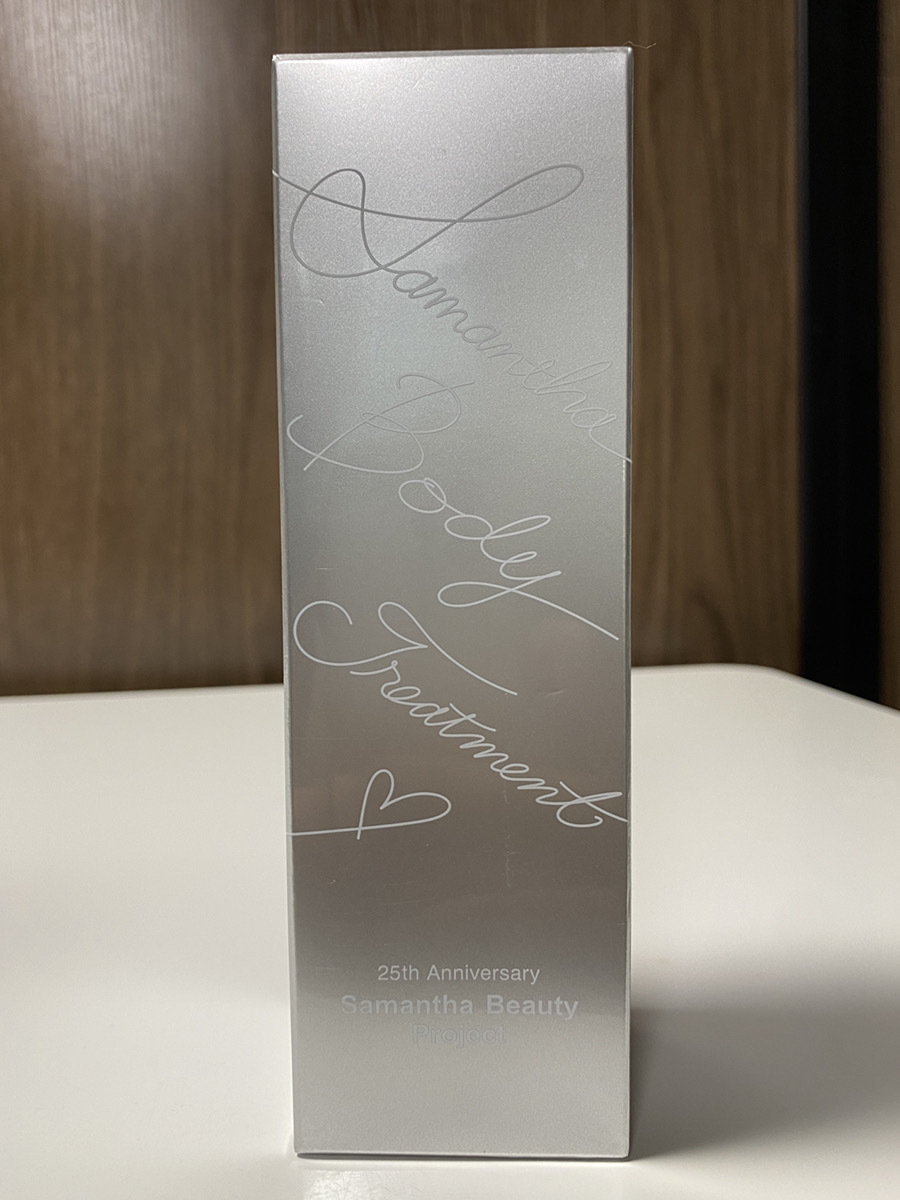 Samantha
Body
Treatment
25th Anniversary
Samantha Beauty
Project